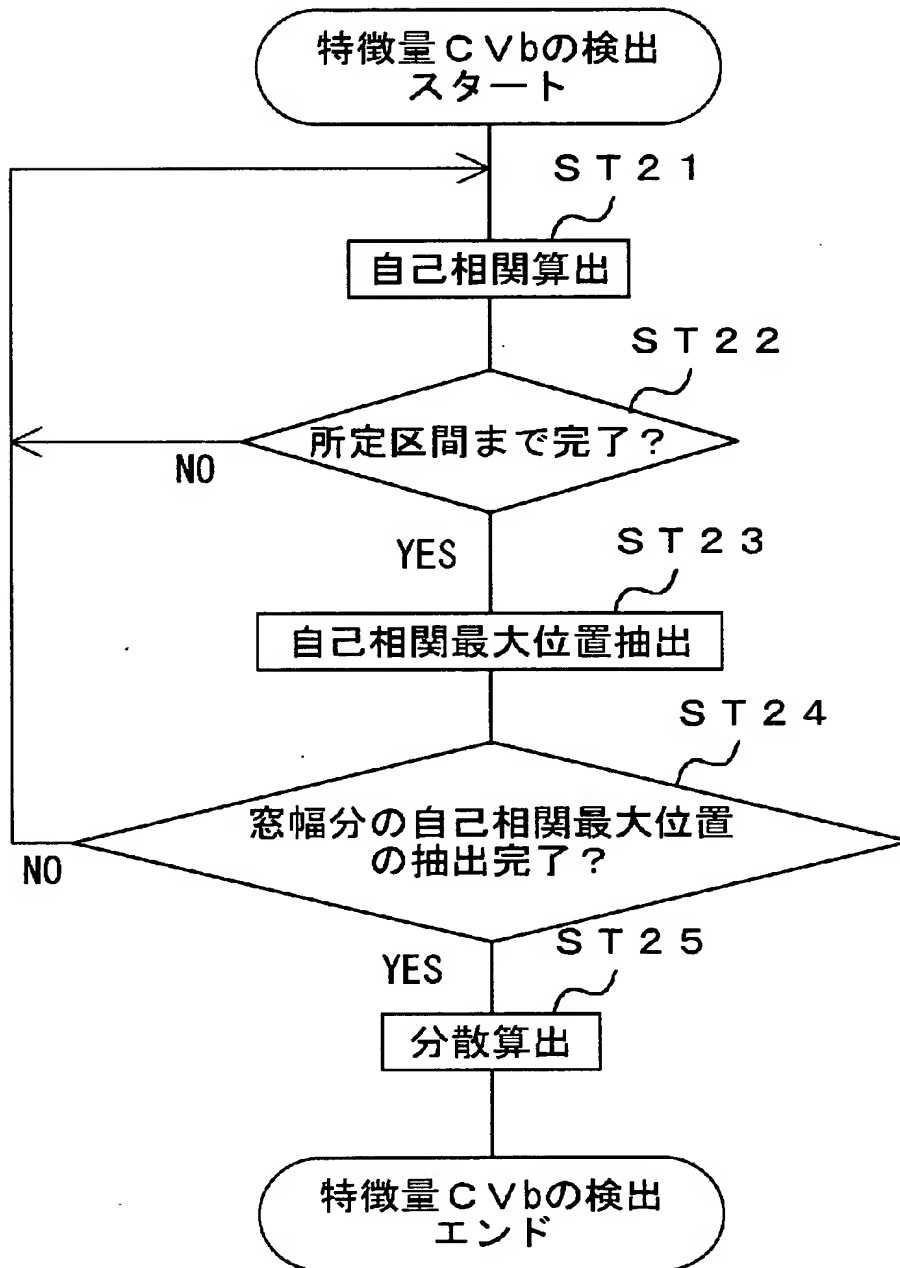 特徴量CVbの検出
スタート
ST21
自己相関算出
ST22
所定区間まで完了?
NO
YES
ST23
自己相関最大位置抽出
ST24
窓幅分の自己相関最大位置
の抽出完了?
NO
YES
ST25
分散算出
特徴量CVbの検出
エンド